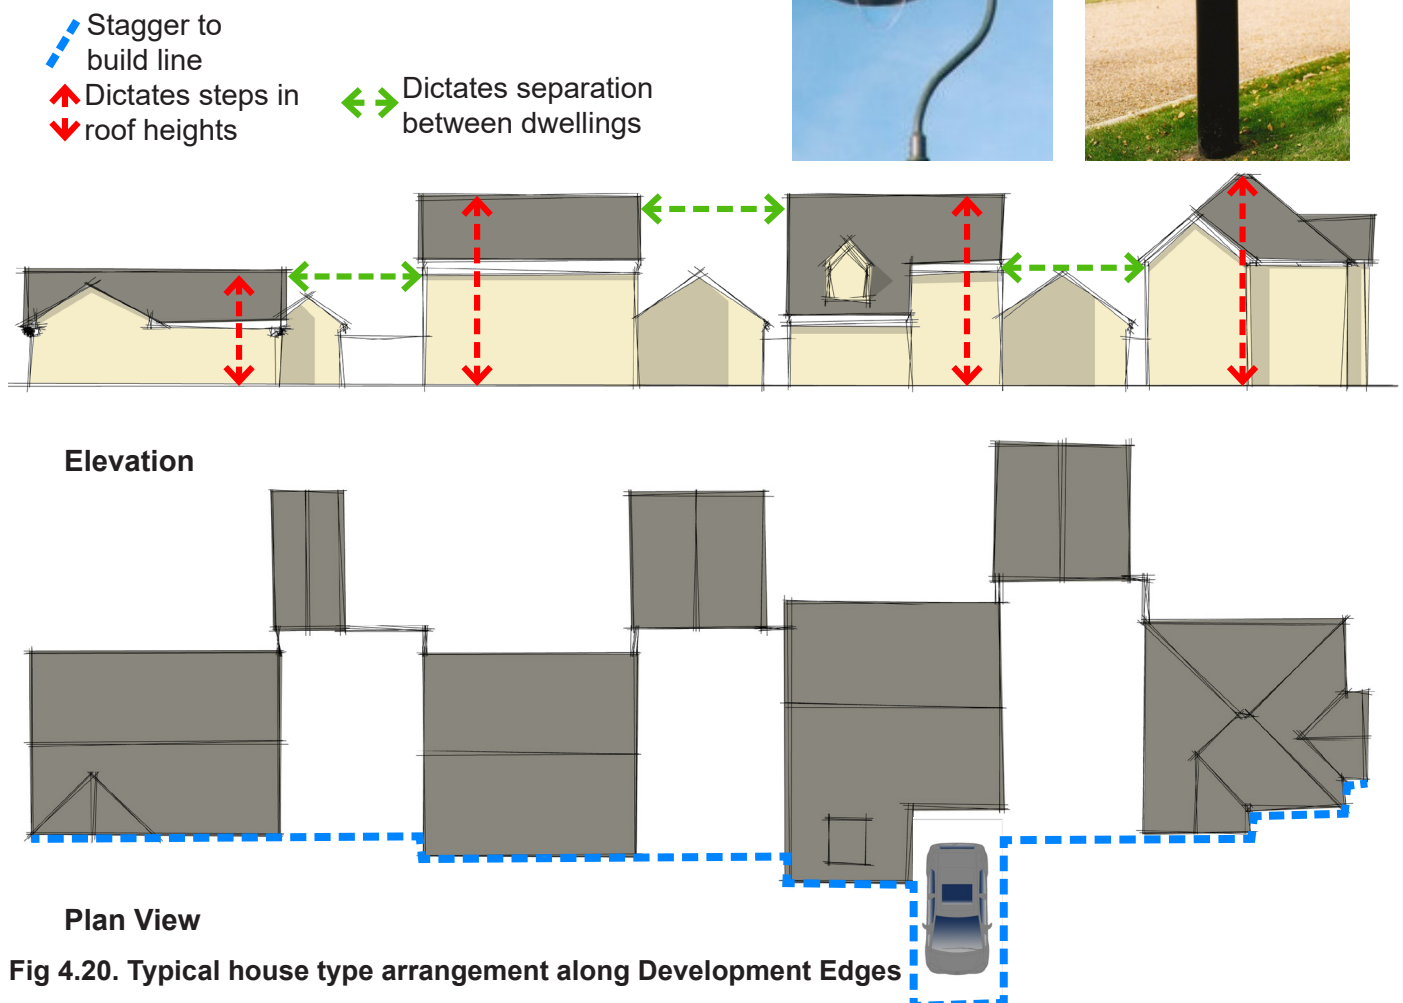 Stagger to
build line
Dictates steps in
roof heights
Dictates separation
between dwellings
Elevation
Plan View
Fig 4.20. Typical house type arrangement along Development Edges